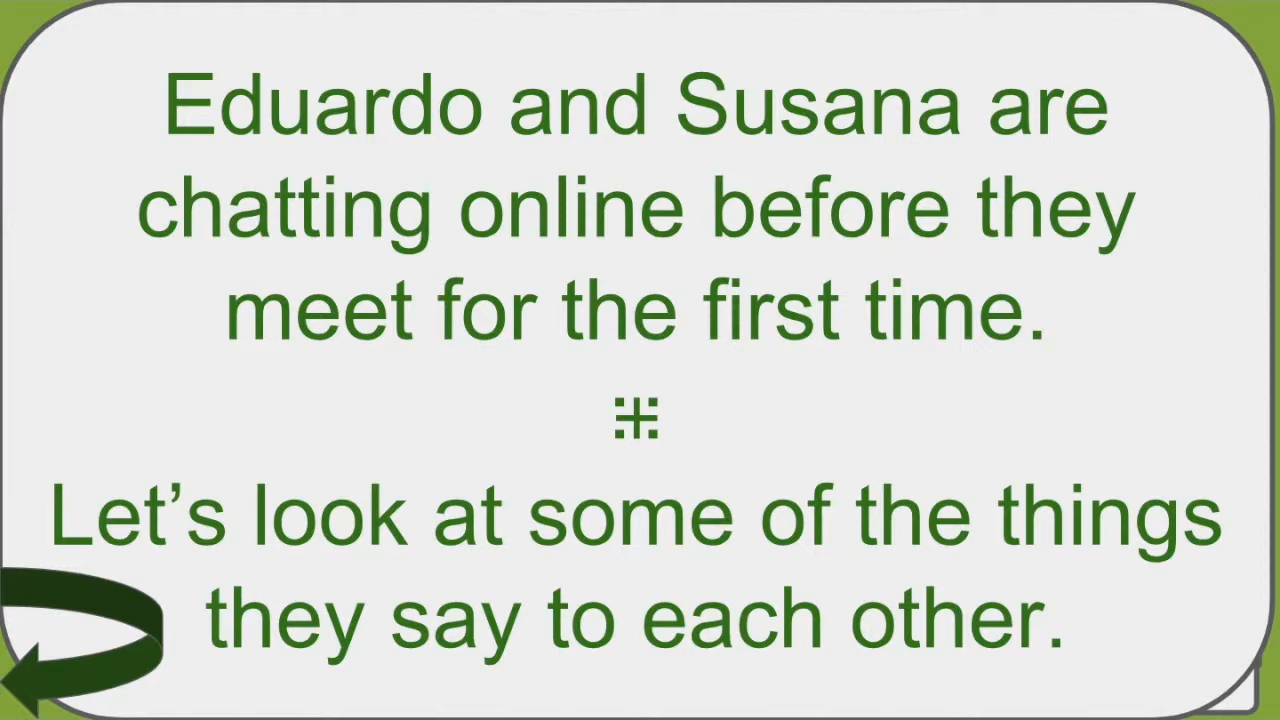 Eduardo and Susana are
chatting online before they
meet for the first time.
⌗
Let’s look at some of the things
they say to each other.